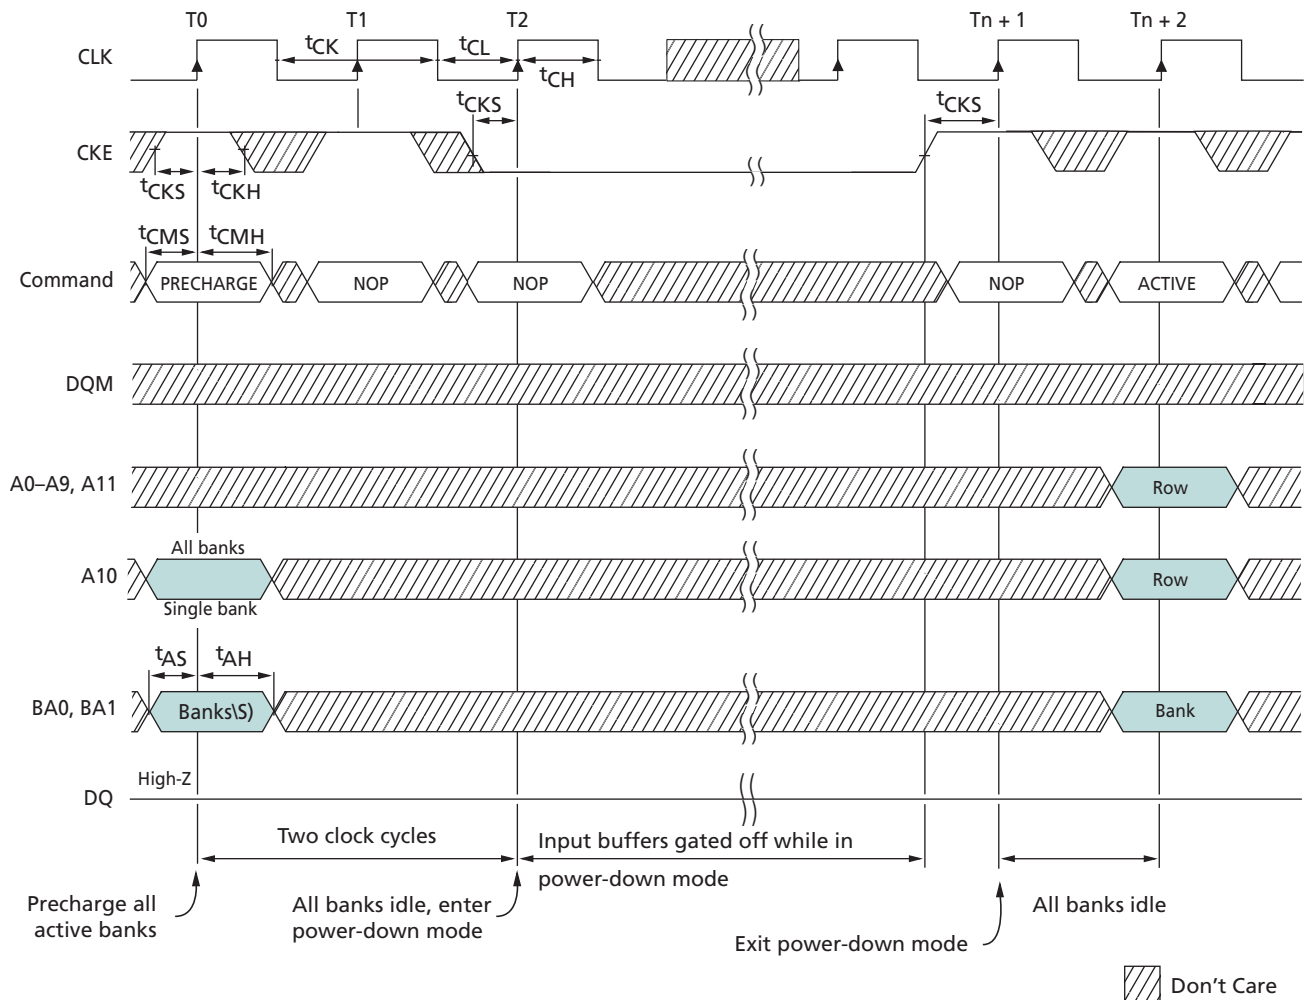 T0 T1 T2 Tn + 1 Tn + 2
CLK
tCK tCL
tCH
tCKS tCKS
CKE
tCKS tCKH
tCMS tCMH
Command PRECHARGE NOP NOP NOP ACTIVE
DQM
A0–A9, A11 Row
All banks
A10 Row
Single bank
tAS tAH
BA0, BA1 Banks\S) Bank
High-Z
DQ
Two clock cycles
Input buffers gated off while in
power-down mode
Precharge all
active banks
All banks idle, enter
power-down mode
All banks idle
Exit power-down mode
Don't Care